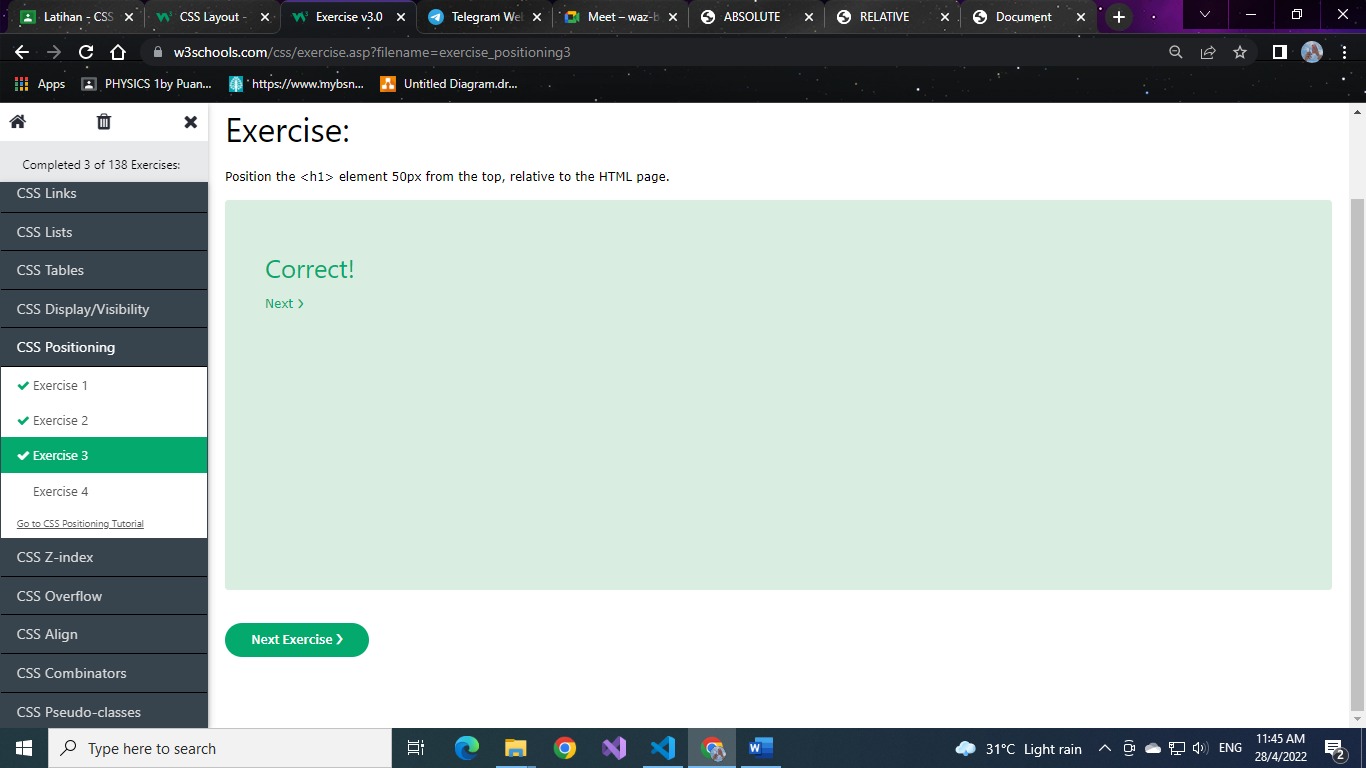 Latihan - CSS
CSS Layout -
Exercise v3.0
Telegram Wel
Meet – waz-b
ABSOLUTE
RELATIVE
Document
w3schools.com/css/exercise.asp?filename=exercise_positioning3
Apps
PHYSICS 1by Puan...
https://www.mybsn...
Untitled Diagram.dr...
Completed 3 of 138 Exercises:
CSS Links
CSS Lists
CSS Tables
CSS Display/Visibility
CSS Positioning
Exercise 1
Exercise 2
Exercise 3
Exercise 4
Go to CSS Positioning Tutorial
CSS Z-index
CSS Overflow
CSS Align
CSS Combinators
CSS Pseudo-classes
Exercise:
Position the <h1> element 50px from the top, relative to the HTML page.
Correct!
Next ❯
Next Exercise ❯
Type here to search
31°C Light rain
ENG
11:45 AM
28/4/2022
2